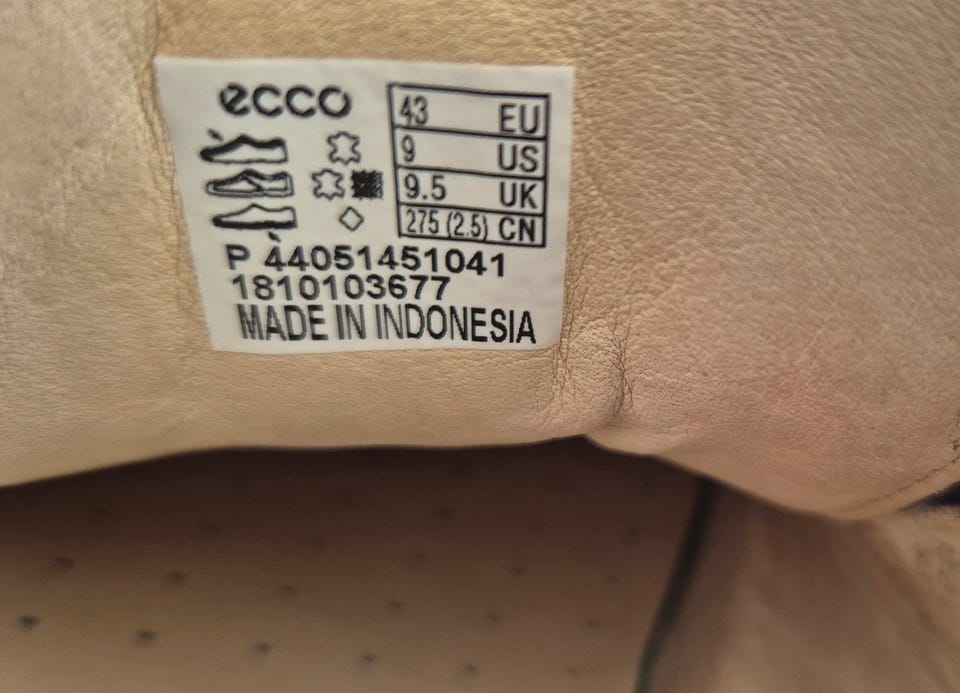 ecco
43 EU
9 US
9.5 UK
275 (2.5) CN
P 44051451041
1810103677
MADE IN INDONESIA